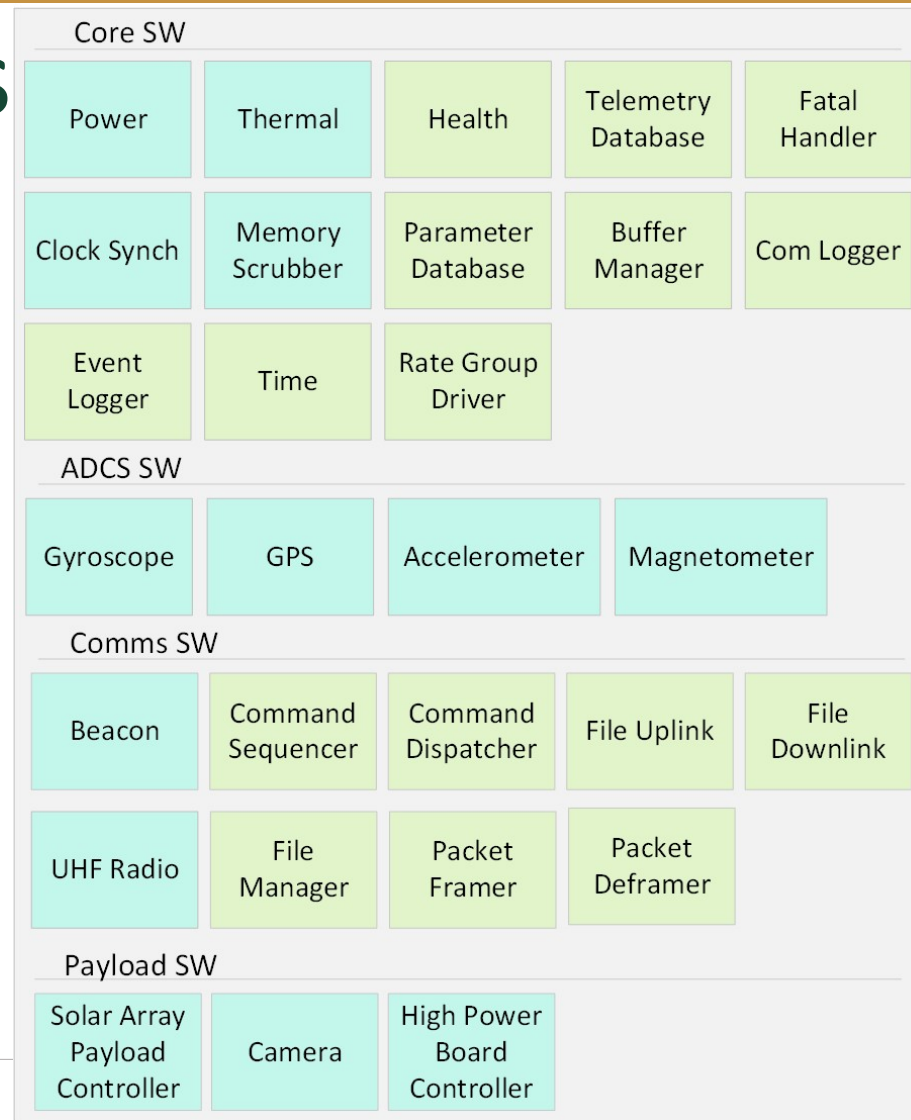 s
Core SW
Power
Thermal
Health
Telemetry
Database
Fatal
Handler
Clock Synch
Memory
Scrubber
Parameter
Database
Buffer
Manager
Com Logger
Event
Logger
Time
Rate Group
Driver
ADCS SW
Gyroscope
GPS
Accelerometer
Magnetometer
Comms SW
Beacon
Command
Sequencer
Command
Dispatcher
File Uplink
File
Downlink
UHF Radio
File
Manager
Packet
Framer
Packet
Deframer
Payload SW
Solar Array
Payload
Controller
Camera
High Power
Board
Controller